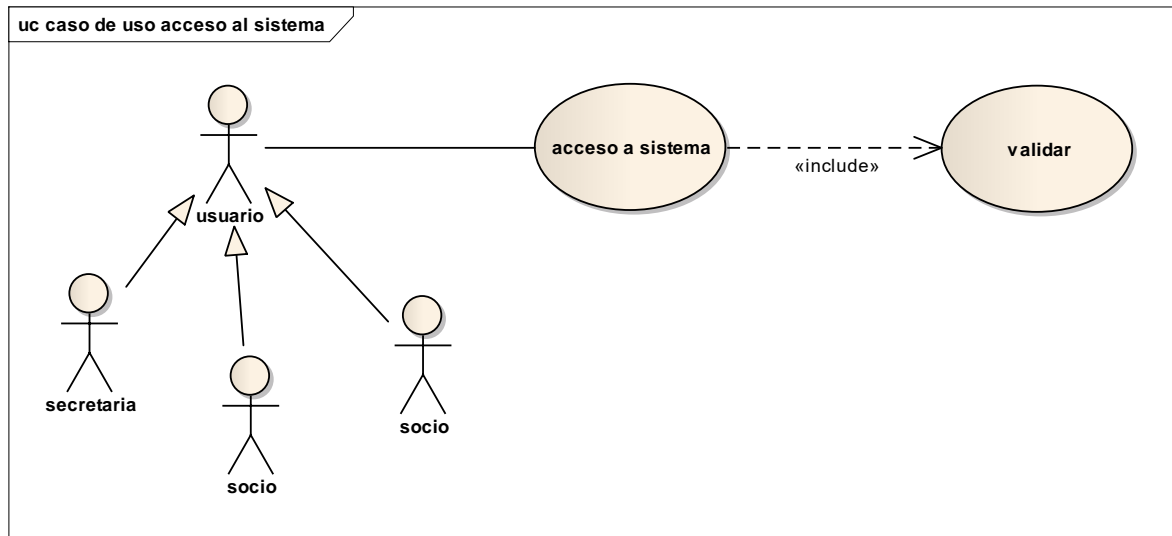 uc caso de uso acceso al sistema
usuario
acceso a sistema
«include»
validar
secretaria
socio
socio